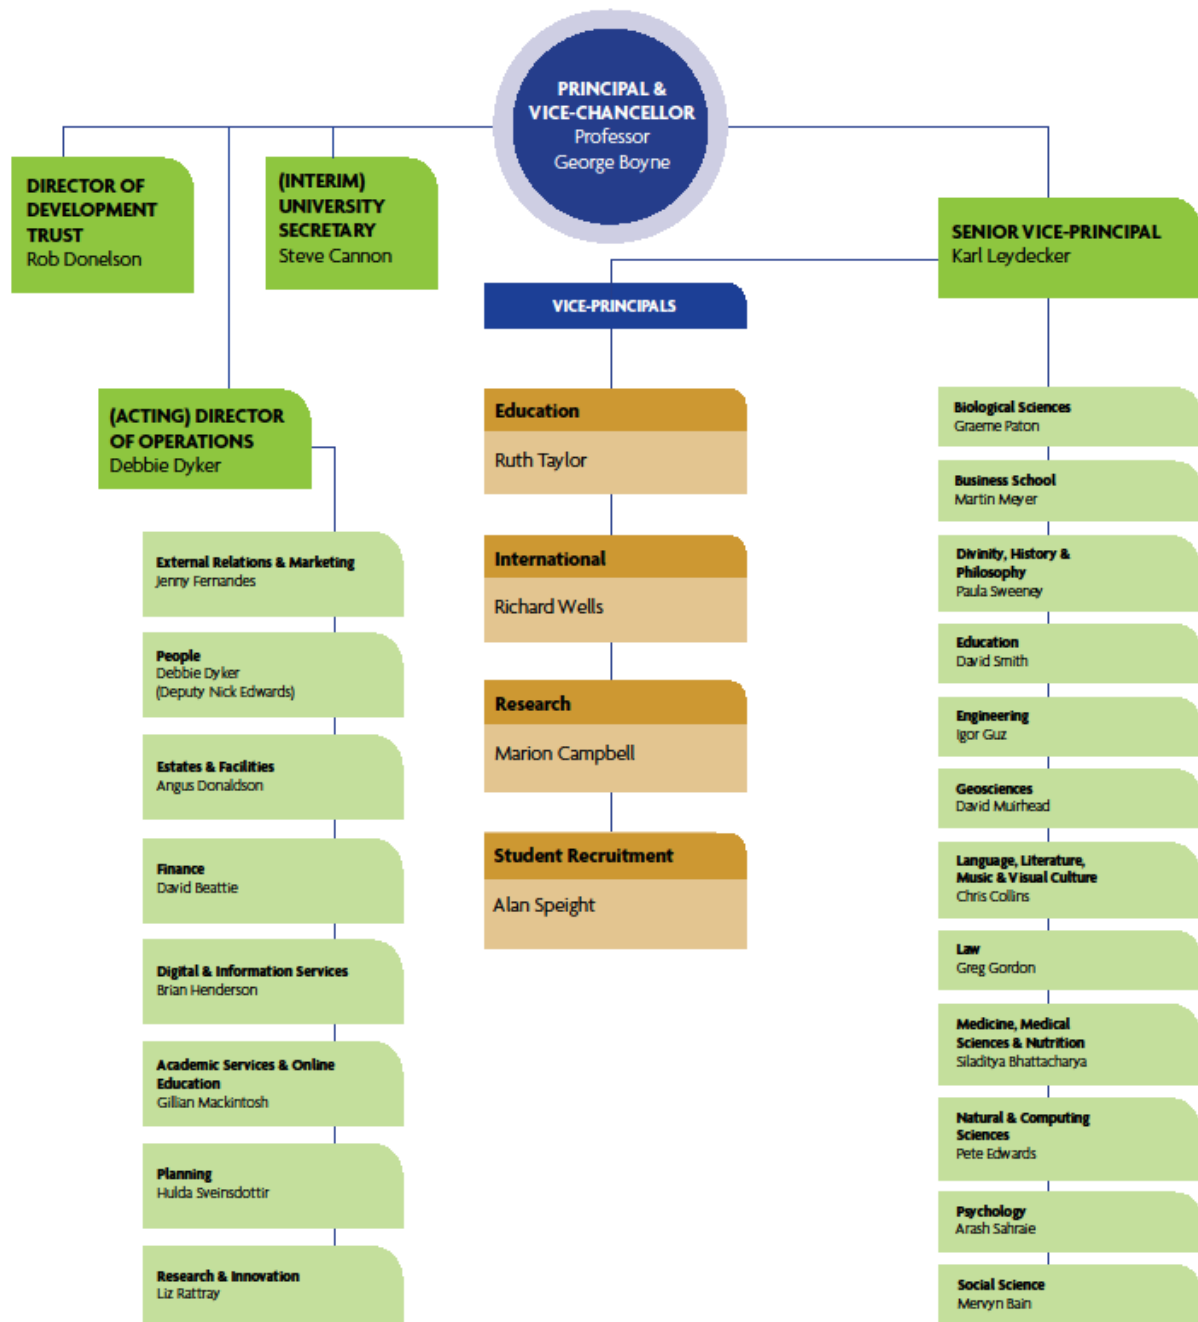 PRINCIPAL &
VICE-CHANCELLOR
Professor
George Boyne
DIRECTOR OF
DEVELOPMENT
TRUST
Rob Donelson
(INTERIM)
UNIVERSITY
SECRETARY
Steve Cannon
SENIOR VICE-PRINCIPAL
Karl Leydecker
(ACTING) DIRECTOR
OF OPERATIONS
Debbie Dyker
External Relations & Marketing
Jenny Fernandes
People
Debbie Dyker
(Deputy Nick Edwards)
Estates & Facilities
Angus Donaldson
Finance
David Beattie
Digital & Information Services
Brian Henderson
Academic Services & Online
Education
Gillian Mackintosh
Planning
Hulda Sveinsdottir
Research & Innovation
Liz Rattray
VICE-PRINCIPALS
Education
Ruth Taylor
International
Richard Wells
Research
Marion Campbell
Student Recruitment
Alan Speight
Biological Sciences
Graeme Paton
Business School
Martin Meyer
Divinity, History &
Philosophy
Paula Sweeney
Education
David Smith
Engineering
Igor Guz
Geosciences
David Muirhead
Language, Literature,
Music & Visual Culture
Chris Collins
Law
Greg Gordon
Medicine, Medical
Sciences & Nutrition
Siladitya Bhattacharya
Natural & Computing
Sciences
Pete Edwards
Psychology
Arash Sahraie
Social Science
Mervyn Bain